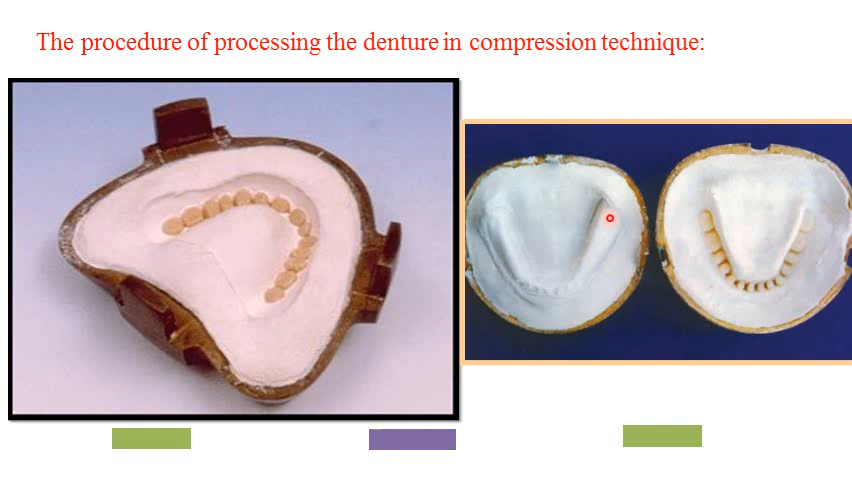 The procedure of processing the denture in compression technique: